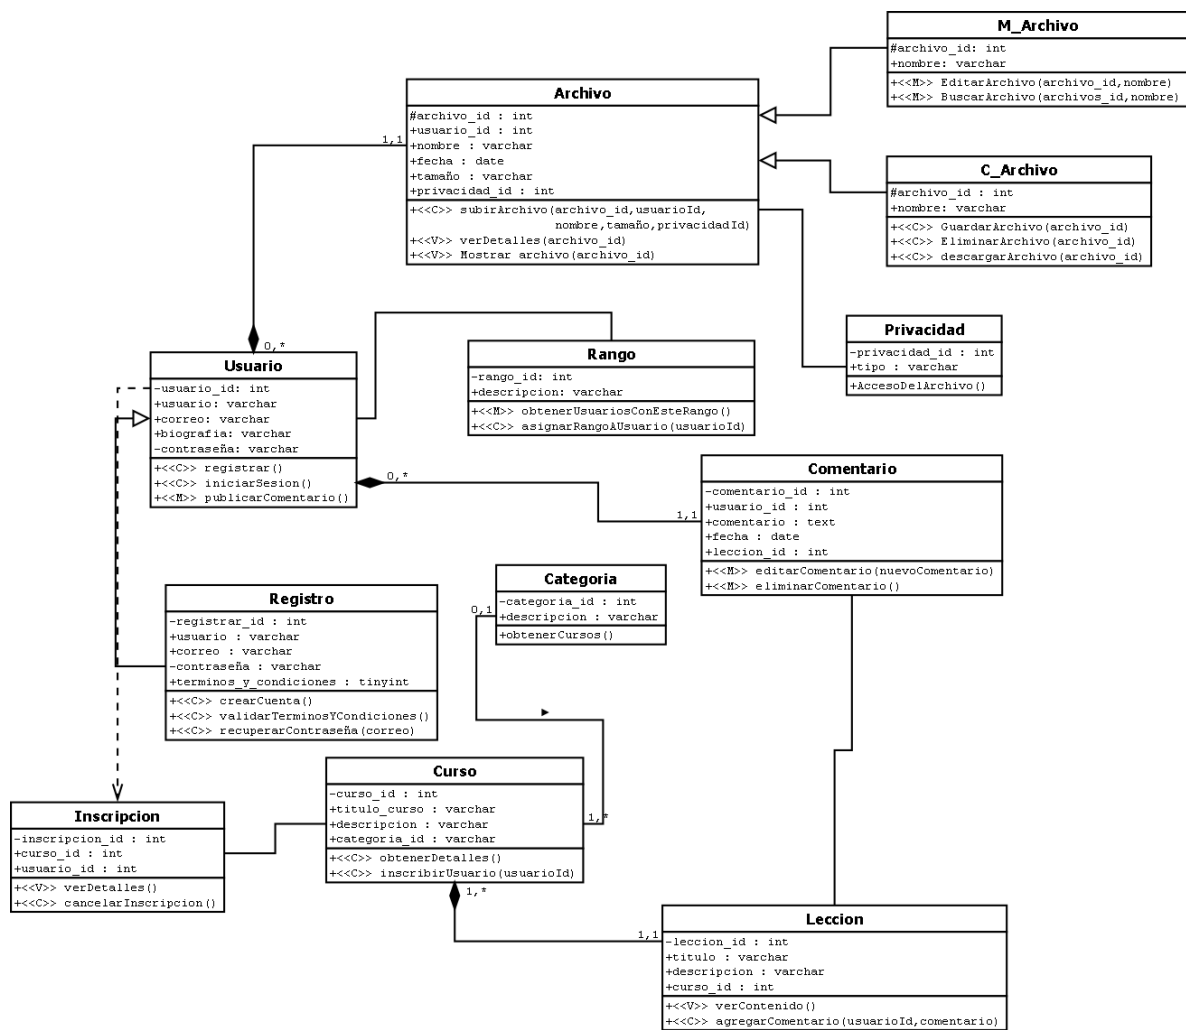 M_Archivo
#archivo_id: int
+nombre: varchar
+<<M>> EditarArchivo(archivo_id,nombre)
+<<M>> BuscarArchivo(archivos_id,nombre)
Archivo
#archivo_id : int
+usuario_id : int
+nombre : varchar
+fecha : date
+tamaño : varchar
+privacidad_id : int
+<<C>> subirArchivo(archivo_id,usuarioId,
nombre,tamaño,privacidadId)
+<<V>> verDetalles(archivo_id)
+<<V>> Mostrar archivo(archivo_id)
1,1
C_Archivo
#archivo_id : int
+nombre: varchar
+<<C>> GuardarArchivo(archivo_id)
+<<C>> EliminarArchivo(archivo_id)
+<<C>> descargarArchivo(archivo_id)
Privacidad
-privacidad_id : int
+tipo : varchar
+AccesoDelArchivo()
0,*
Usuario
-usuario_id: int
+usuario: varchar
+correo: varchar
+biografia: varchar
-contraseña: varchar
+<<C>> registrar()
+<<C>> iniciarSesion()
+<<M>> publicarComentario()
Rango
-rango_id: int
+descripcion: varchar
+<<M>> obtenerUsuariosConEsteRango()
+<<C>> asignarRangoAUsuario(usuarioId)
0,*
1,1
Comentario
-comentario_id : int
+usuario_id : int
+comentario : text
+fecha : date
+leccion_id : int
+<<M>> editarComentario(nuevoComentario)
+<<M>> eliminarComentario()
Categoria
-categoria_id : int
+descripcion : varchar
+obtenerCursos()
0,1
Registro
-registrar_id : int
+usuario : varchar
+correo : varchar
-contraseña : varchar
+terminos_y_condiciones : tinyint
+<<C>> crearCuenta()
+<<C>> validarTerminosYCondiciones()
+<<C>> recuperarContraseña(correo)
Curso
-curso_id : int
+titulo_curso : varchar
+descripcion : varchar
+categoria_id : varchar
+<<C>> obtenerDetalles()
+<<C>> inscribirUsuario(usuarioId)
1,*
Inscripcion
-inscripcion_id : int
+curso_id : int
+usuario_id : int
+<<V>> verDetalles()
+<<C>> cancelarInscripcion()
1,*
1,1
Leccion
-leccion_id : int
+titulo : varchar
+descripcion : varchar
+curso_id : int
+<<V>> verContenido()
+<<C>> agregarComentario(usuarioId,comentario)